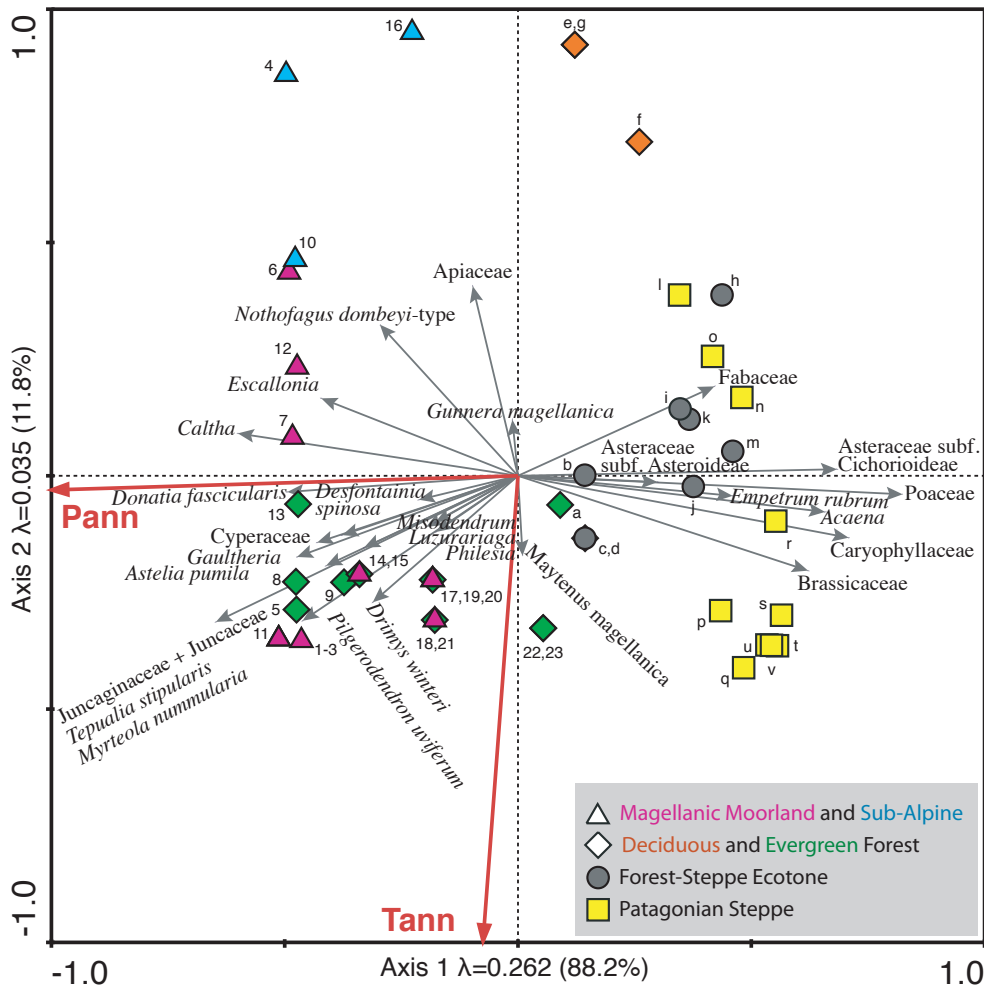 1.0
16
e,g
4
f
10
6
Apiaceae
l
h
Nothofagus dombeyi-type
o
12
Fabaceae
Escallonia
n
i
k
Gunnera magellanica
Caltha
7
Asteraceae
subf. Asteroideae
m
Asteraceae subf.
Cichorioideae
b
Donatia fascicularis
Desfontainia
spinosa
Pann
13
a
j
Empetrum rubrum
Poaceae
Acaena
Misodendrum
Luzurariaga
Philesia
Cyperaceae
r
c,d
Caryophyllaceae
Gaultheria
Astelia pumila
14,15
Maytenus magellanica
Brassicaceae
8
9
17,19,20
5
p
s
11
1-3
18,21
22,23
u
t
v
q
Juncaginaceae + Juncaceae
Tepualia stipularis
Myrteola nummularia
Drimys winteri
Pilgerodendron uviferum
Axis 2 λ=0.035 (11.8%)
Magellanic Moorland and Sub-Alpine
Deciduous and Evergreen Forest
Forest-Steppe Ecotone
Patagonian Steppe
Tann
-1.0
-1.0
Axis 1 λ=0.262 (88.2%)
1.0